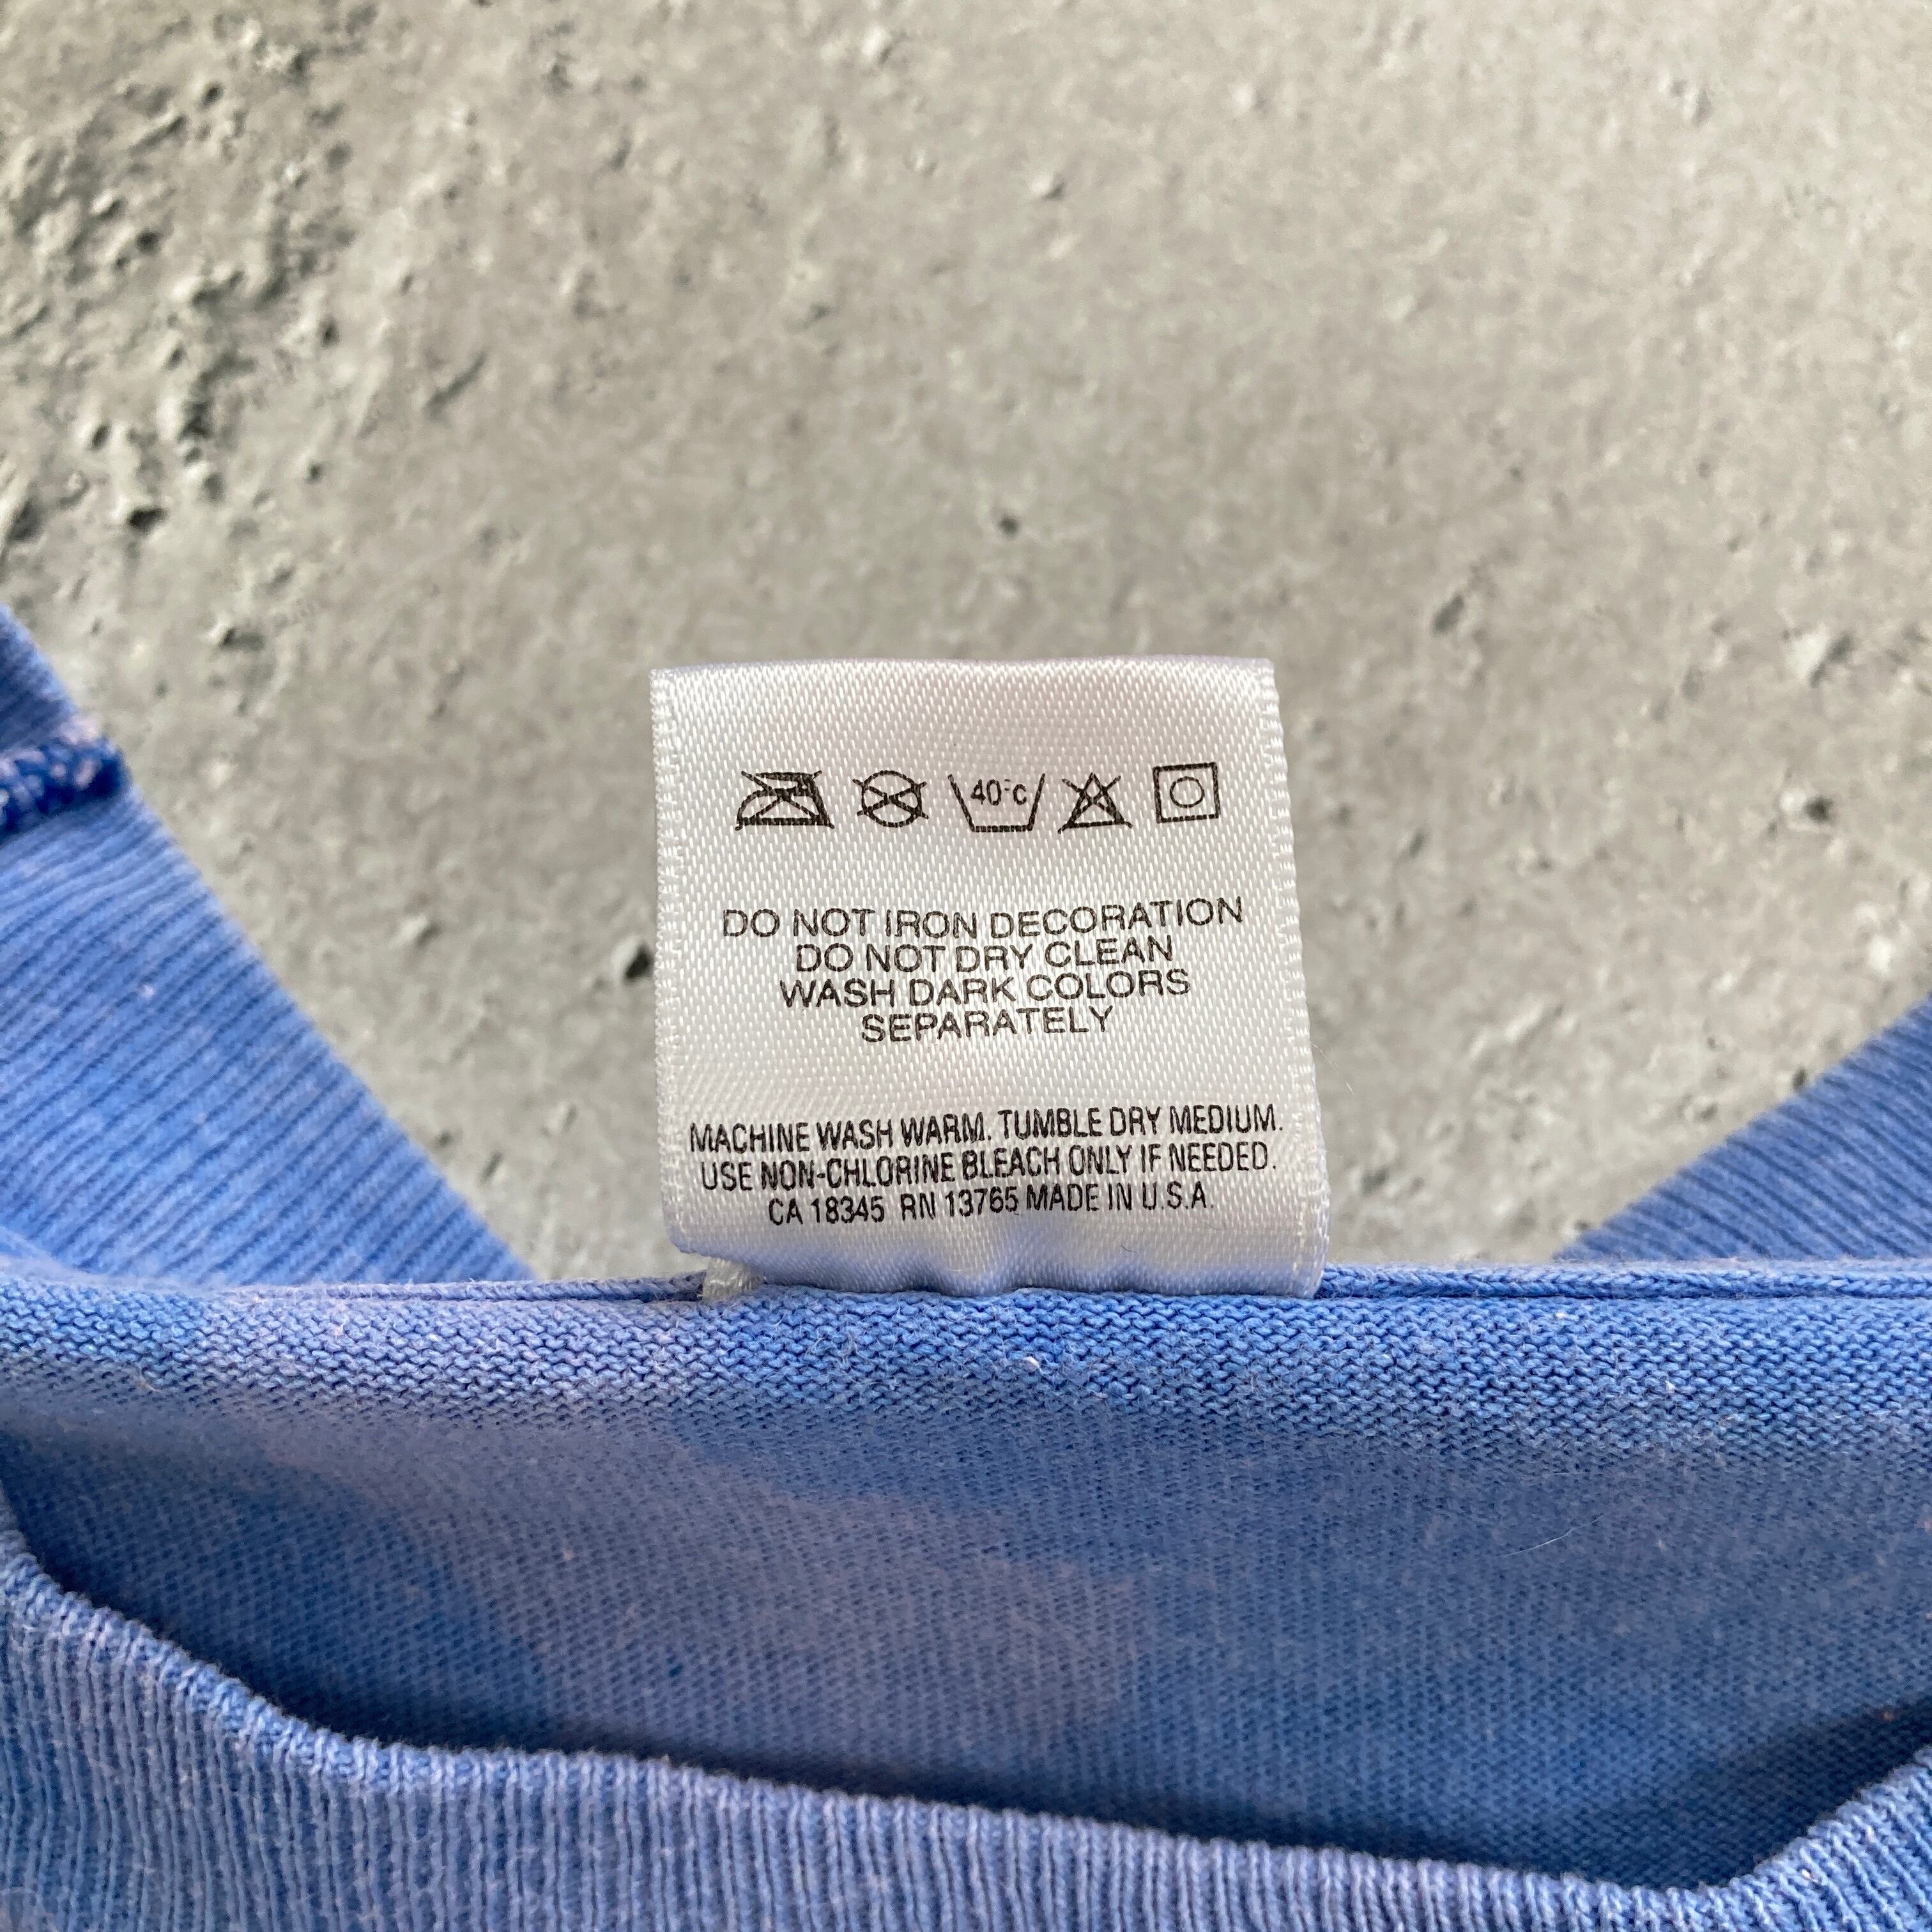 40°C
DO NOT IRON DECORATION
DO NOT DRY CLEAN
WASH DARK COLORS
SEPARATELY
MACHINE WASH WARM. TUMBLE DRY MEDIUM.
USE NON-CHLORINE BLEACH ONLY IF NEEDED.
CA 18345 RN 13765 MADE IN U.S.A.